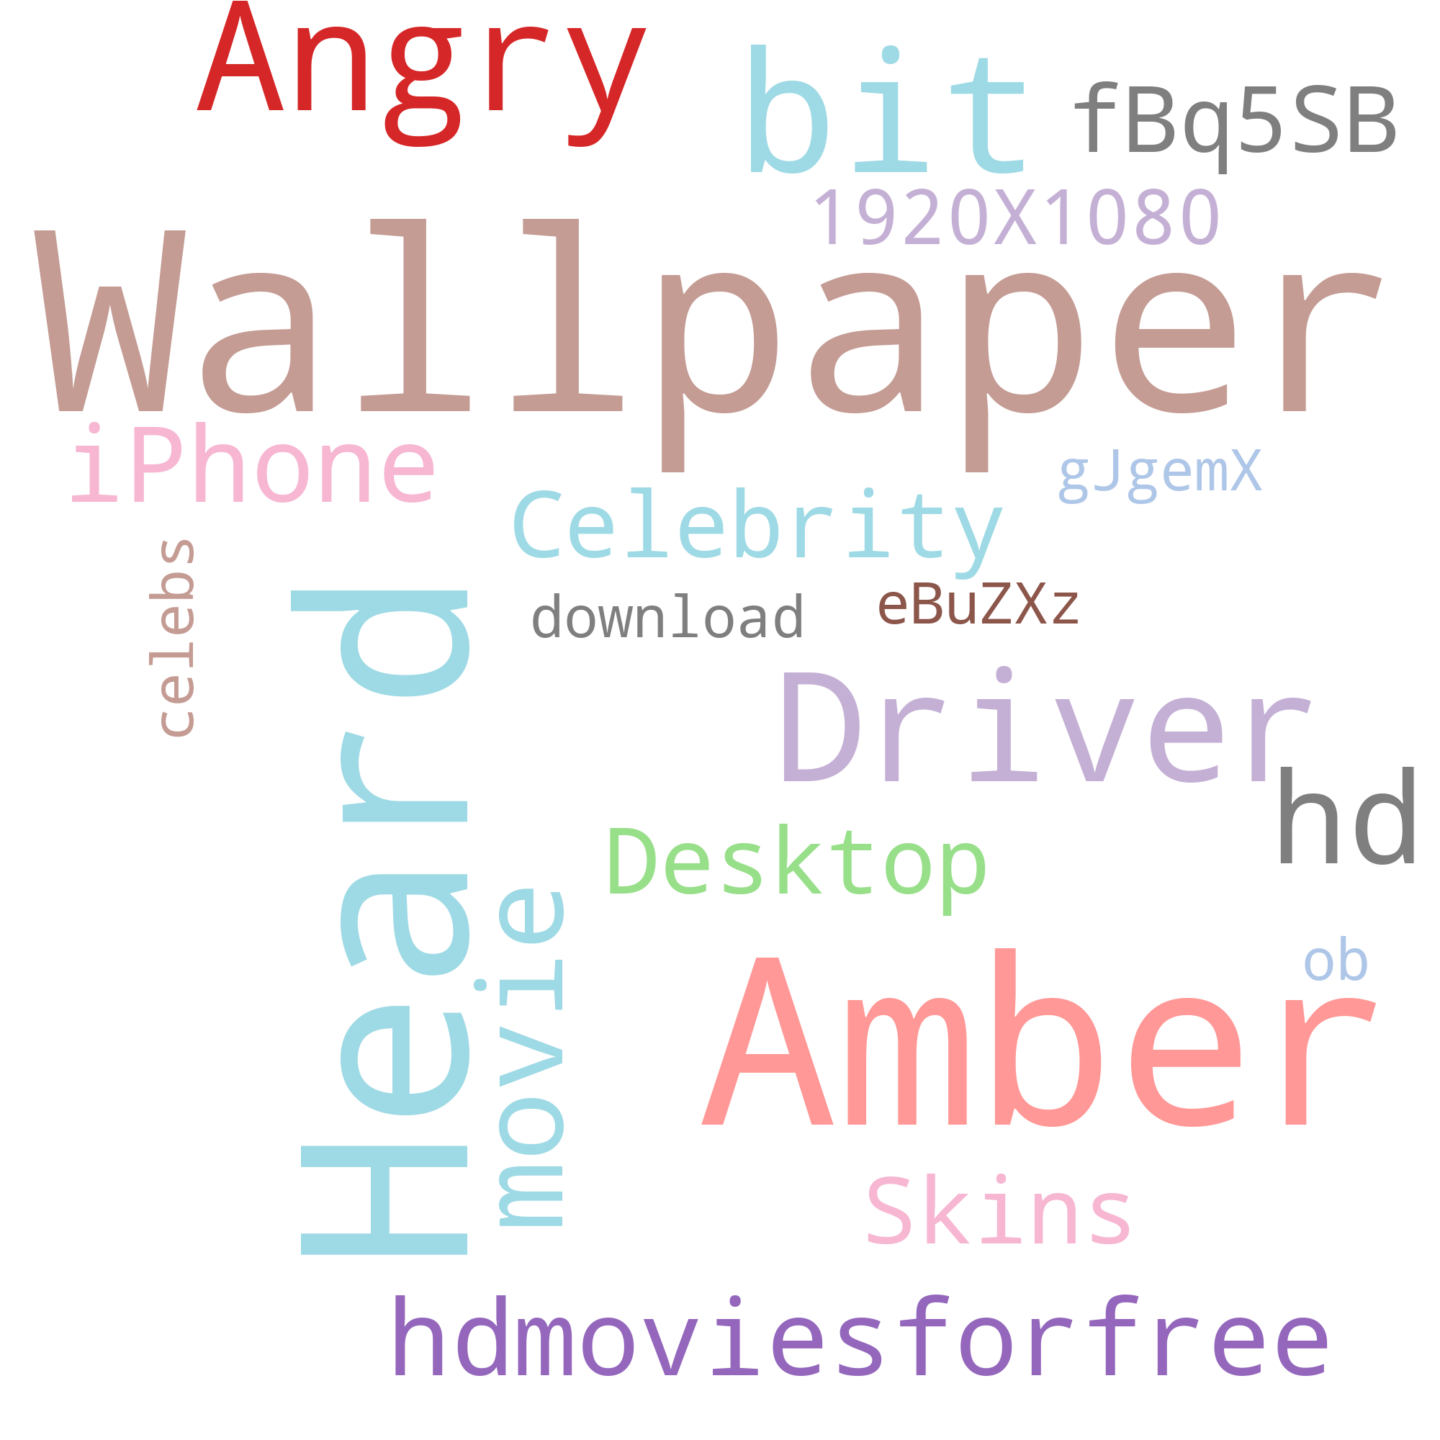 Angry
bit
fBq5SB
1920X1080
Wallpaper
iPhone
gJgemX
Celebrity
celebs
download
eBuZXz
Heard
Driver
hd
Desktop
movie
ob
Amber
Skins
hdmoviesforfree